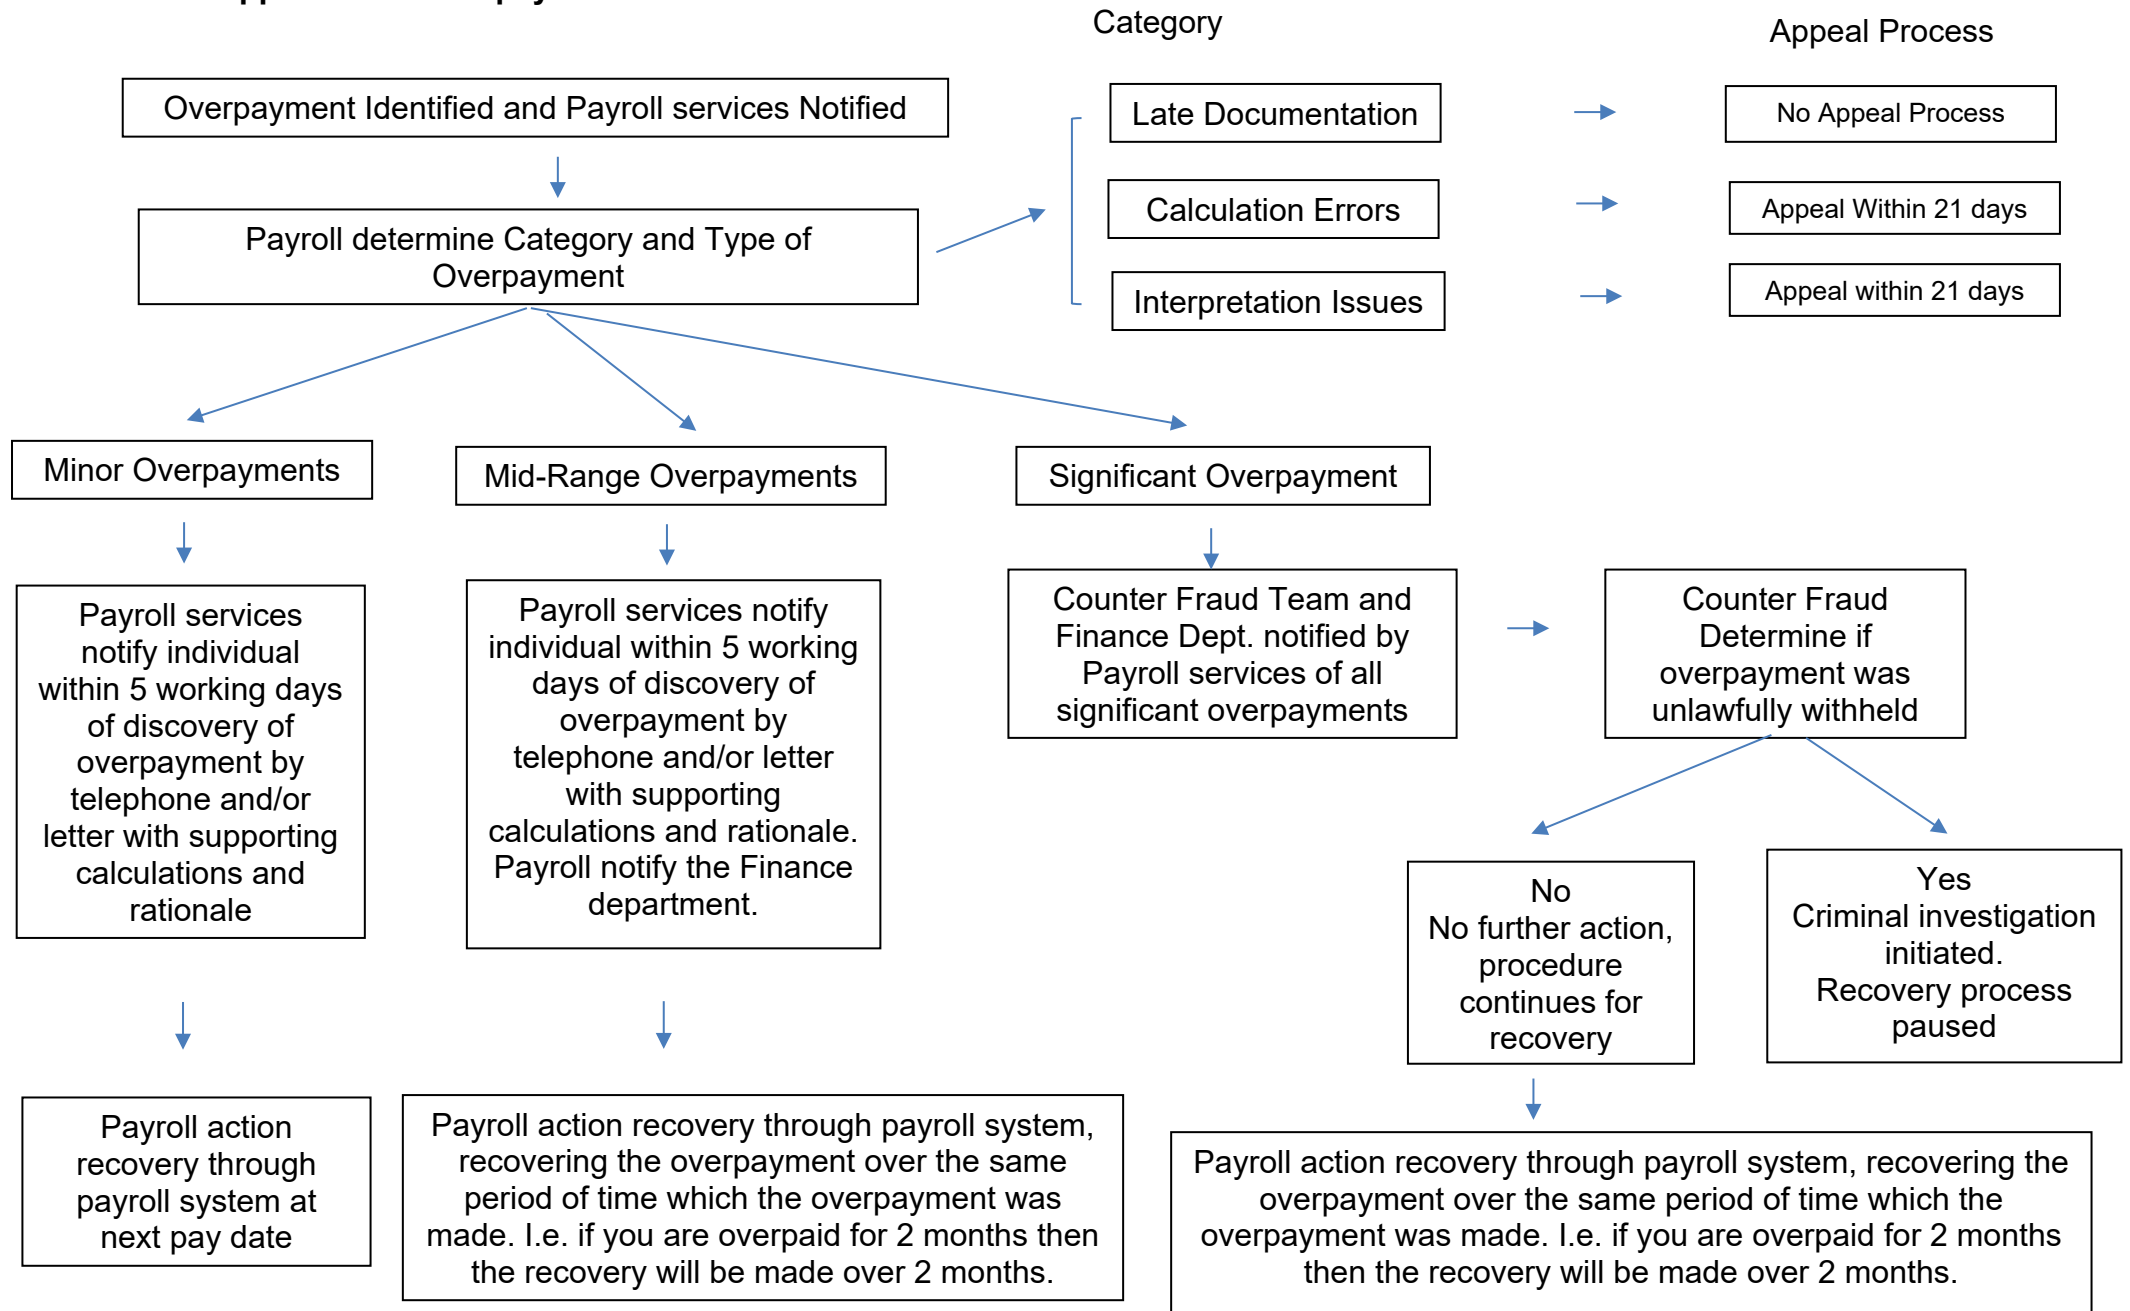 Category
Appeal Process
Overpayment Identified and Payroll services Notified
Late Documentation
No Appeal Process
Payroll determine Category and Type of
Overpayment
Calculation Errors
Appeal Within 21 days
Interpretation Issues
Appeal within 21 days
Minor Overpayments
Mid-Range Overpayments
Significant Overpayment
Payroll services
notify individual
within 5 working days
of discovery of
overpayment by
telephone and/or
letter with supporting
calculations and
rationale
Payroll services notify
individual within 5 working
days of discovery of
overpayment by
telephone and/or letter
with supporting
calculations and rationale.
Payroll notify the Finance
department.
Counter Fraud Team and
Finance Dept. notified by
Payroll services of all
significant overpayments
Counter Fraud
Determine if
overpayment was
unlawfully withheld
No
No further action,
procedure
continues for
recovery
Yes
Criminal investigation
initiated.
Recovery process
paused
Payroll action
recovery through
payroll system at
next pay date
Payroll action recovery through payroll system,
recovering the overpayment over the same
period of time which the overpayment was
made. I.e. if you are overpaid for 2 months then
the recovery will be made over 2 months.
Payroll action recovery through payroll system, recovering the
overpayment over the same period of time which the
overpayment was made. I.e. if you are overpaid for 2 months
then the recovery will be made over 2 months.